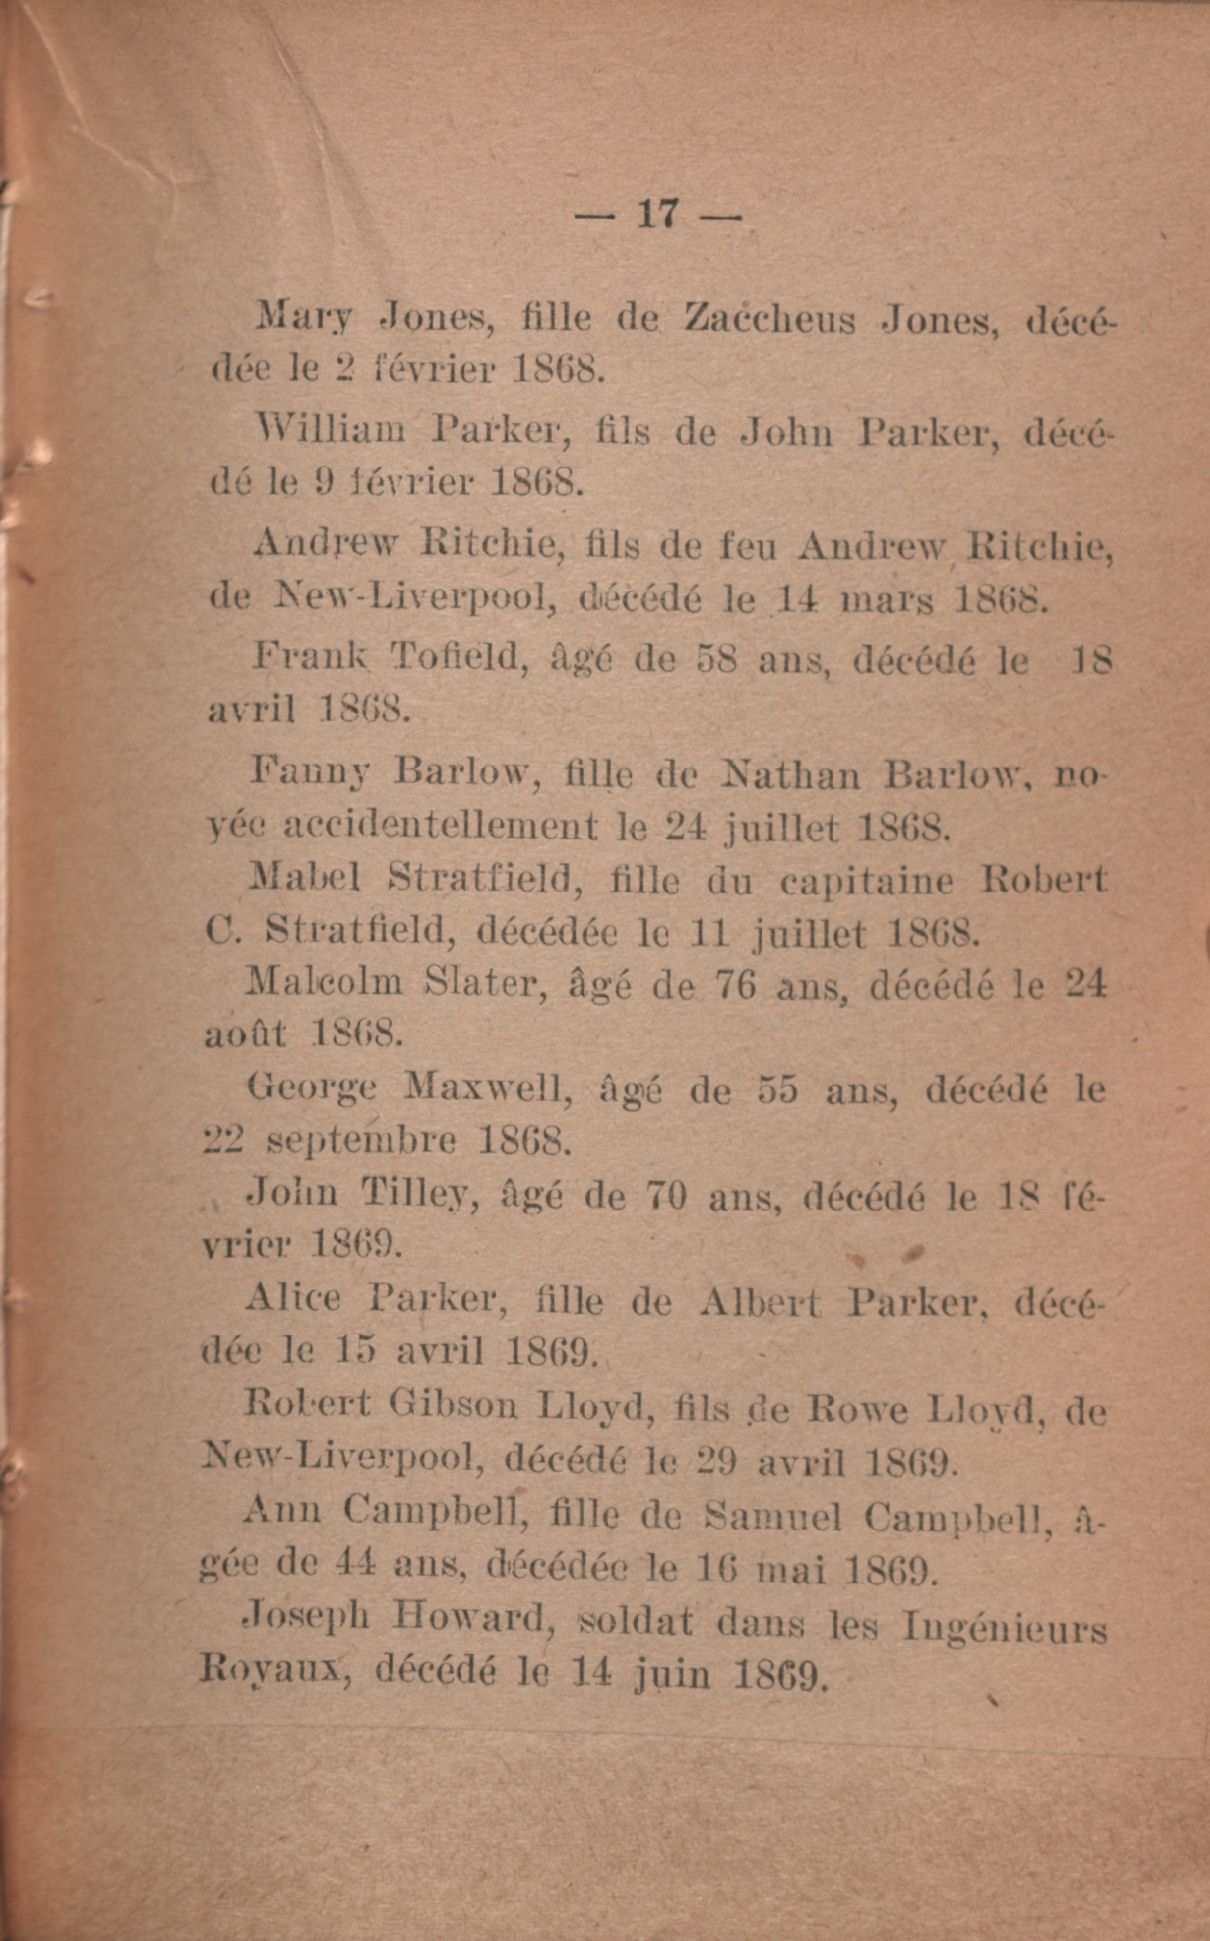 — 17 —
Mary Jones, fille de Zaccheus Jones, décé-
dée le 2 février 1868.
William Parker, fils de John Parker, décé-
dé le 9 février 1868.
Andrew Ritchie, fils de feu Andrew Ritchie,
de New-Liverpool, décédé le 14 mars 1868.
Frank Tofield, âgé de 58 ans, décédé le 18
avril 1868.
Fanny Barlow, fille de Nathan Barlow, no-
yée accidentellement le 24 juillet 1868.
Mabel Stratfield, fille du capitaine Robert
C. Stratfield, décédée le 11 juillet 1868.
Malcolm Slater, âgé de 76 ans, décédé le 24
août 1868.
George Maxwell, âgé de 55 ans, décédé le
22 septembre 1868.
John Tilley, âgé de 70 ans, décédé le 18 fé-
vrier 1869.
Alice Parker, fille de Albert Parker, décé-
dée le 15 avril 1869.
Robert Gibson Lloyd, fils de Rowe Lloyd, de
New-Liverpool, décédé le 29 avril 1869.
Ann Campbell, fille de Samuel Campbell, â-
gée de 44 ans, décédée le 16 mai 1869.
Joseph Howard, soldat dans les Ingénieurs
Royaux, décédé le 14 juin 1869.